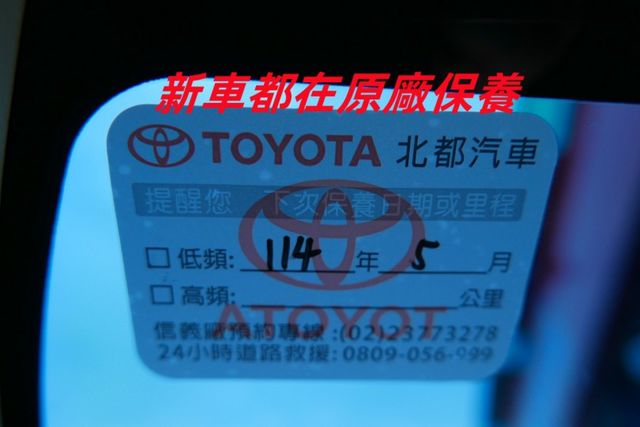 新車都在原廠保養
TOYOTA 北都汽車
提醒您 下次保養日期或里程
□ 低頻: 114 年 5 月
□ 高頻: 公里
ATOYOT
信義廠預約專線:(02)23773278
24小時道路救援:0809-056-999